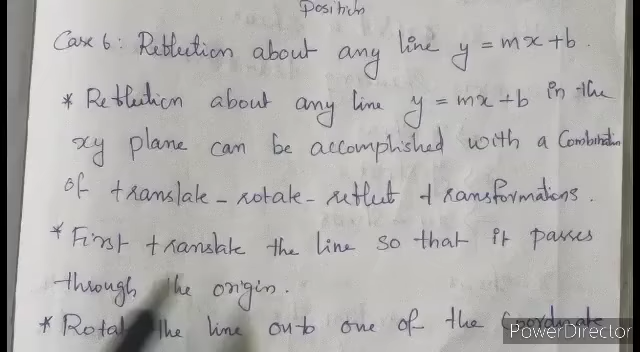 Position
Case 6: Reflection about any line y = mx+b.
* Reflection about any line y = mx+b in the
xy plane can be accomplished with a Combination
of translate - rotate - reflect transformations.
* First translate the line so that it passes
through the origin.
* Rotate the line onto one of the Coordinate
PowerDirector